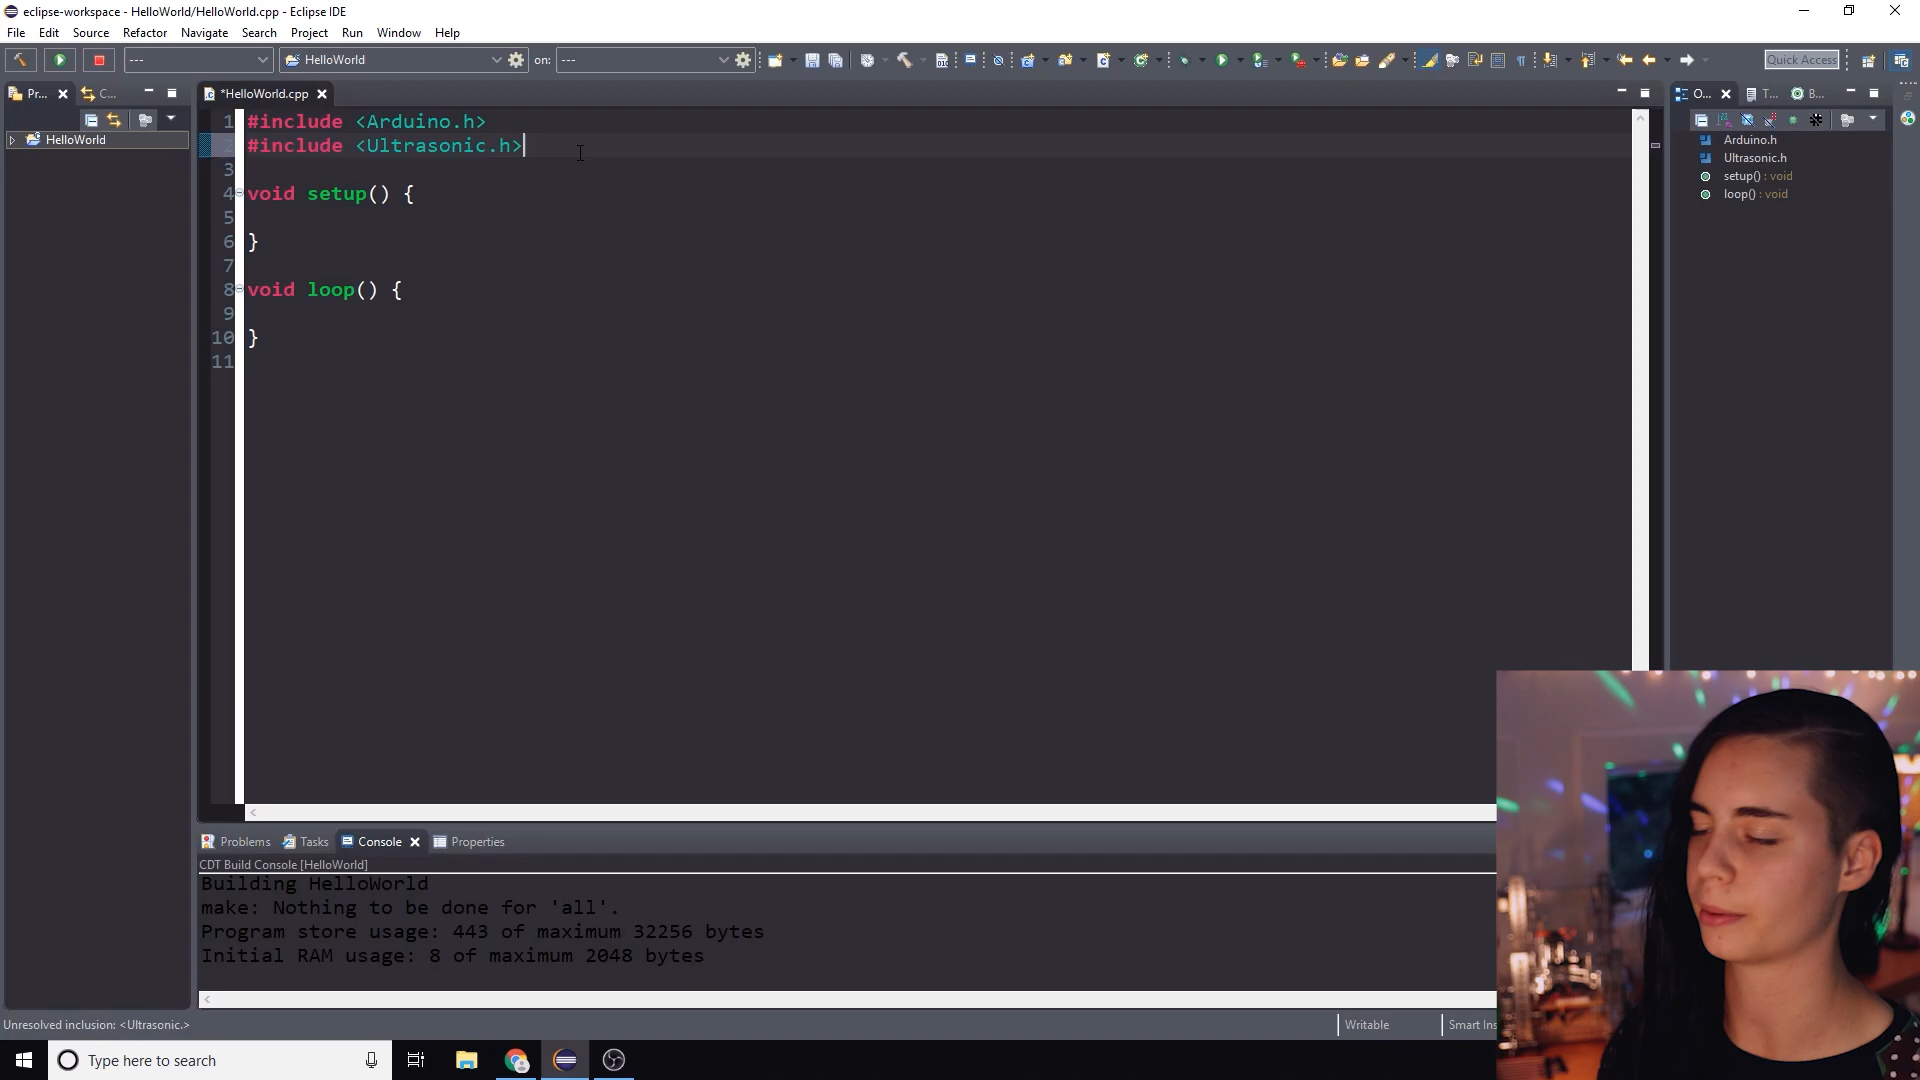 eclipse-workspace - HelloWorld/HelloWorld.cpp - Eclipse IDE
File Edit Source Refactor Navigate Search Project Run Window Help
--- HelloWorld on: --- Quick Access
Pr... C... *HelloWorld.cpp O... T... B...
HelloWorld
1 #include <Arduino.h>
2 #include <Ultrasonic.h>
3
4 void setup() {
5
6 }
7
8 void loop() {
9
10 }
11
Arduino.h
Ultrasonic.h
setup() : void
loop() : void
Problems Tasks Console Properties
CDT Build Console [HelloWorld]
Building HelloWorld
make: Nothing to be done for 'all'.
Program store usage: 443 of maximum 32256 bytes
Initial RAM usage: 8 of maximum 2048 bytes
Unresolved inclusion: <Ultrasonic.> Writable Smart Ins
Type here to search